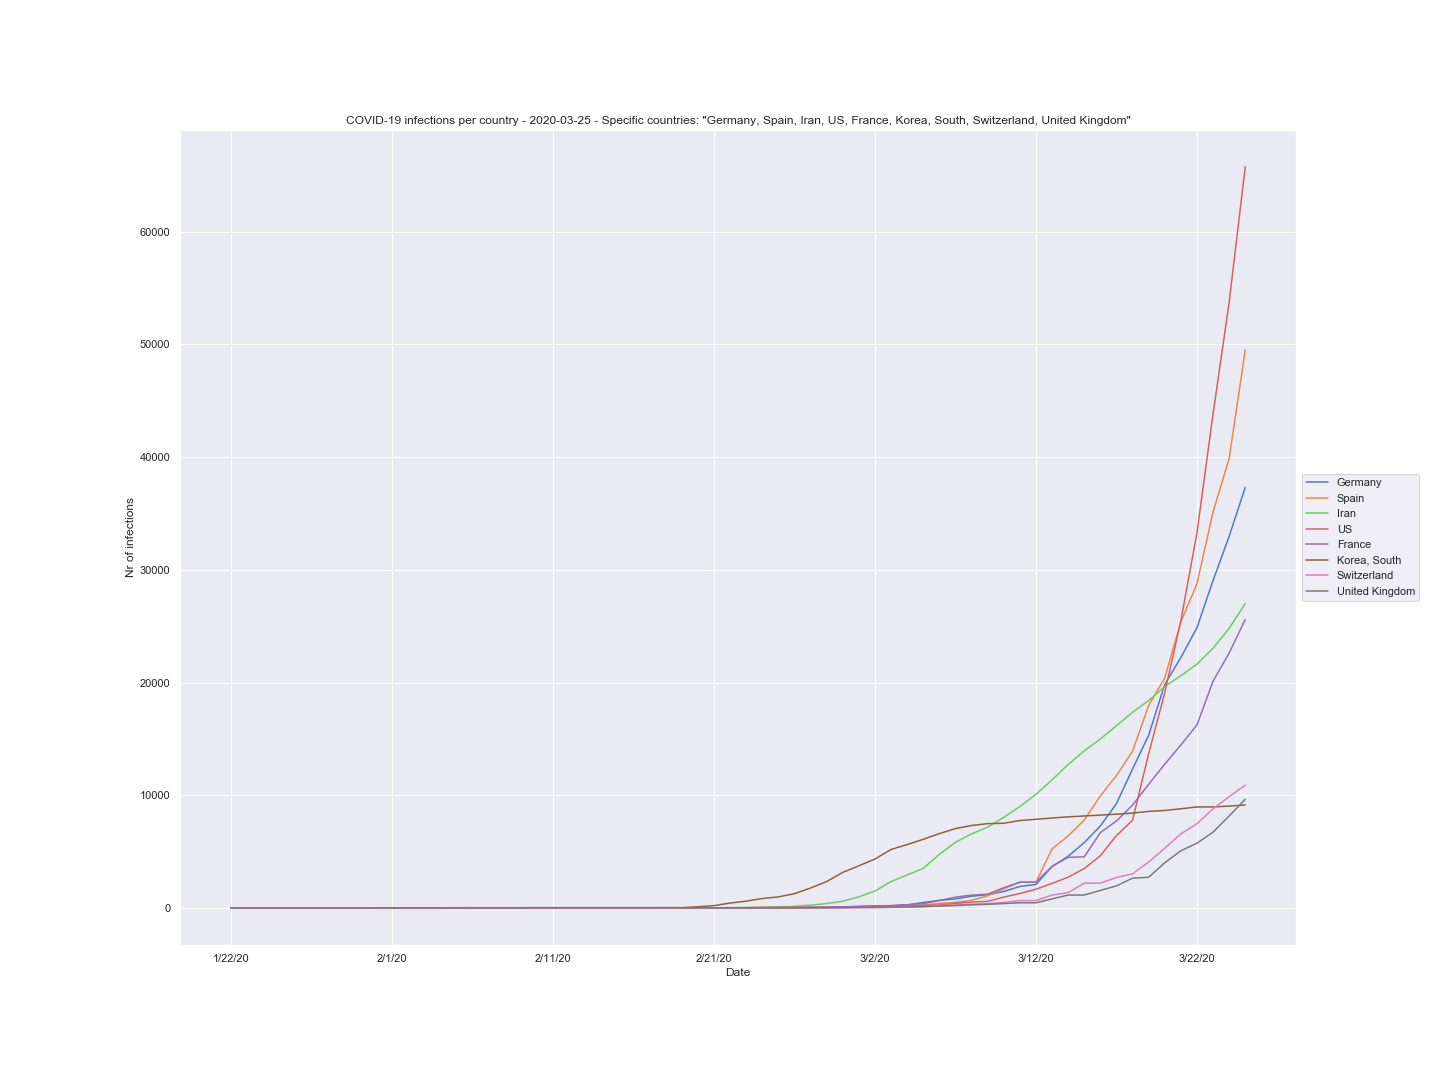 COVID-19 infections per country - 2020-03-25 - Specific countries: "Germany, Spain, Iran, US, France, Korea, South, Switzerland, United Kingdom"
60000
50000
40000
30000
20000
10000
0
Nr of infections
1/22/20
2/1/20
2/11/20
2/21/20
3/2/20
3/12/20
3/22/20
Date
Germany
Spain
Iran
US
France
Korea, South
Switzerland
United Kingdom